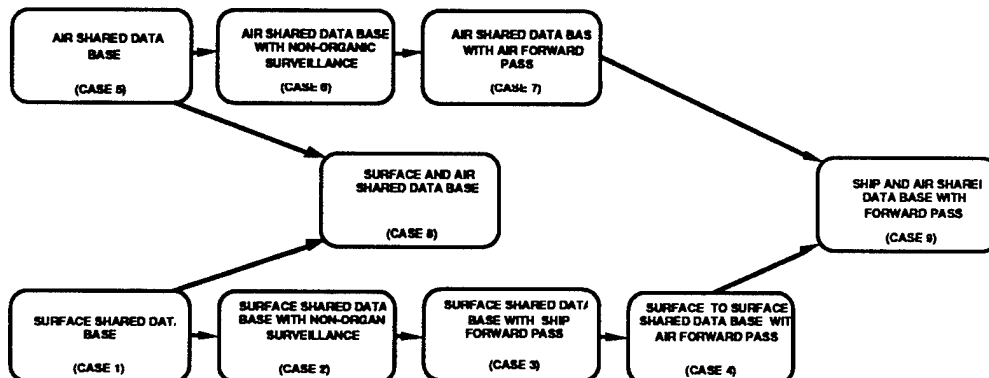 AIR SHARED DATA
BASE
(CASE 5)
AIR SHARED DATA BASE
WITH NON-ORGANIC
SURVEILLANCE
(CASE 6)
AIR SHARED DATA BAS
WITH AIR FORWARD
PASS
(CASE 7)
SURFACE AND AIR
SHARED DATA BASE
(CASE 8)
SHIP AND AIR SHARE
DATA BASE WITH
FORWARD PASS
(CASE 9)
SURFACE SHARED DAT
BASE
(CASE 1)
SURFACE SHARED DATA
BASE WITH NON-ORGAN
SURVEILLANCE
(CASE 2)
SURFACE SHARED DATA
BASE WITH SHIP
FORWARD PASS
(CASE 3)
SURFACE TO SURFACE
SHARED DATA BASE WIT
AIR FORWARD PASS
(CASE 4)